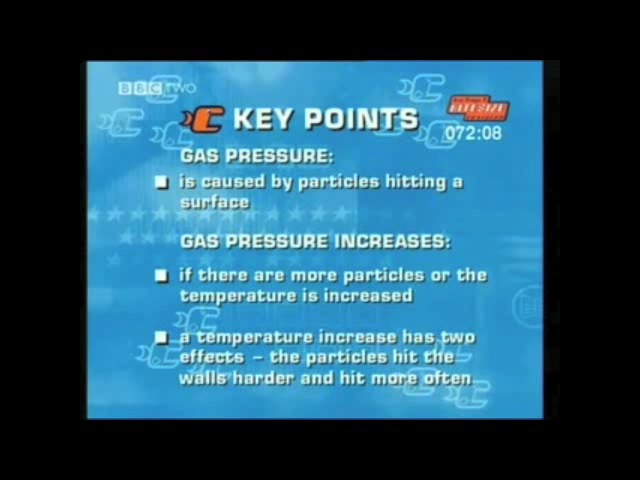 BBC TWO
KEY POINTS
BITESIZE
072:08
GAS PRESSURE:
is caused by particles hitting a
surface
GAS PRESSURE INCREASES:
if there are more particles or the
temperature is increased
a temperature increase has two
effects – the particles hit the
walls harder and hit more often